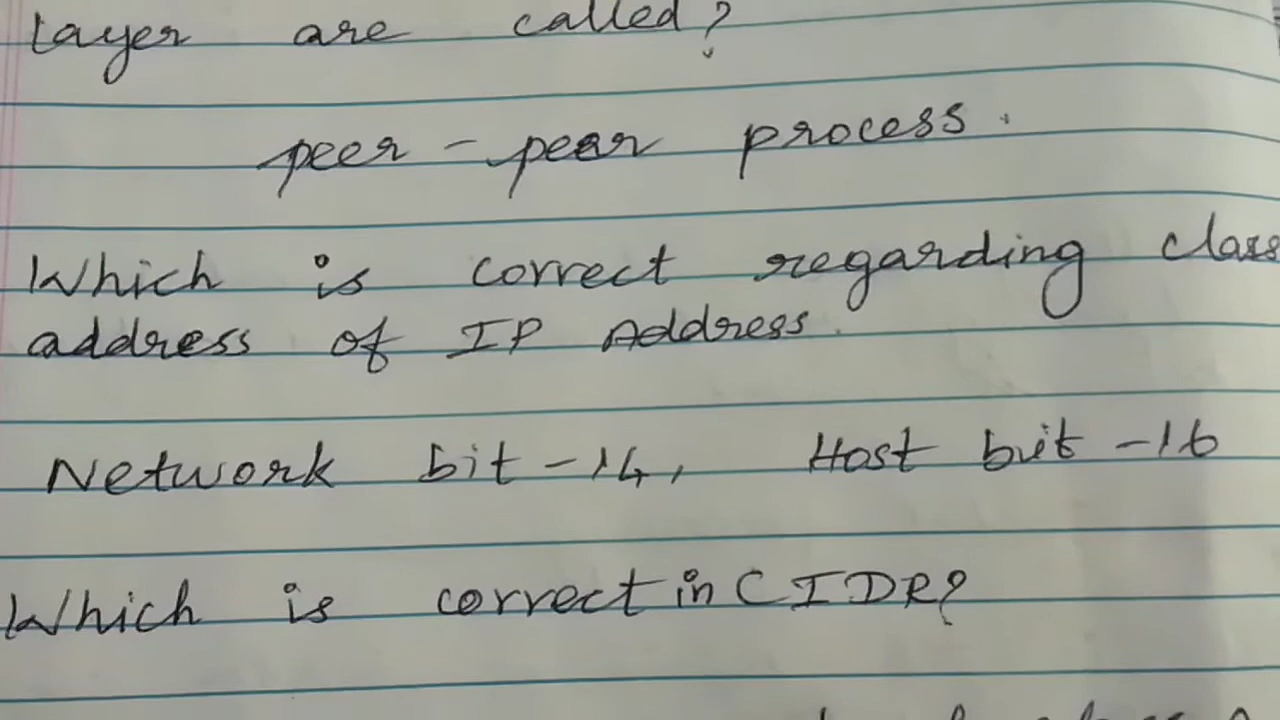 Layer are called?
peer - peer process.
Which is correct regarding class
address of IP Address.
Network bit - 14, Host bit - 16
Which is correct in CIDR?